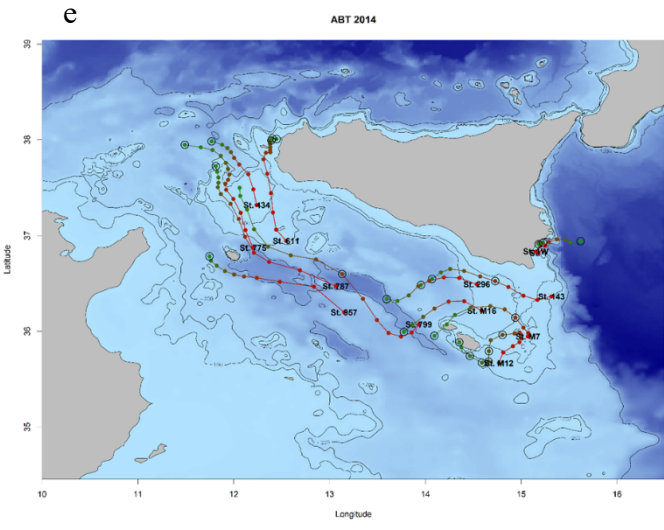 e
ABT 2014
39
38
37
36
35
Latitude
St. 434
St. 611
St. 775
St. 787
St. 657
St. 799
St. 296
St. 143
St. M16
St. M7
St. M12
10
11
12
13
14
15
16
Longitude